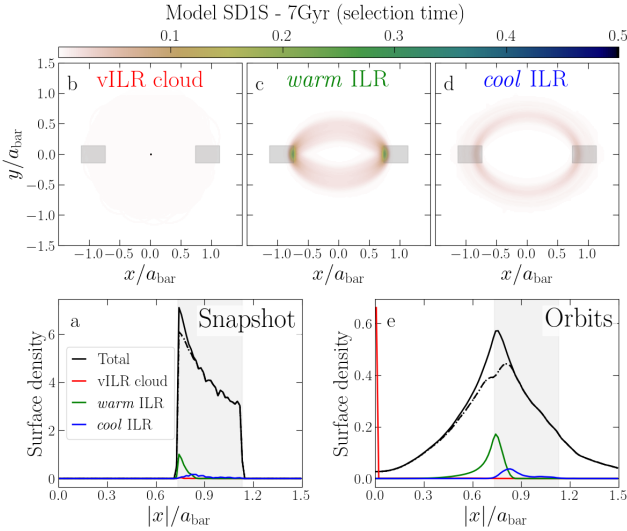 Model SD1S - 7Gyr (selection time)
0.1 0.2 0.3 0.4 0.5
b vILR cloud
c warm ILR
d cool ILR
1.5
1.0
0.5
0.0
−0.5
−1.0
−1.5
y/a_bar
−1.0 −0.5 0.0 0.5 1.0
−1.0 −0.5 0.0 0.5 1.0
−1.0 −0.5 0.0 0.5 1.0
x/a_bar
x/a_bar
x/a_bar
a Snapshot
Surface density
6
4
2
0
Total
vILR cloud
warm ILR
cool ILR
0.0 0.3 0.6 0.9 1.2 1.5
|x|/a_bar
e Orbits
Surface density
0.6
0.4
0.2
0.0
0.0 0.3 0.6 0.9 1.2 1.5
|x|/a_bar